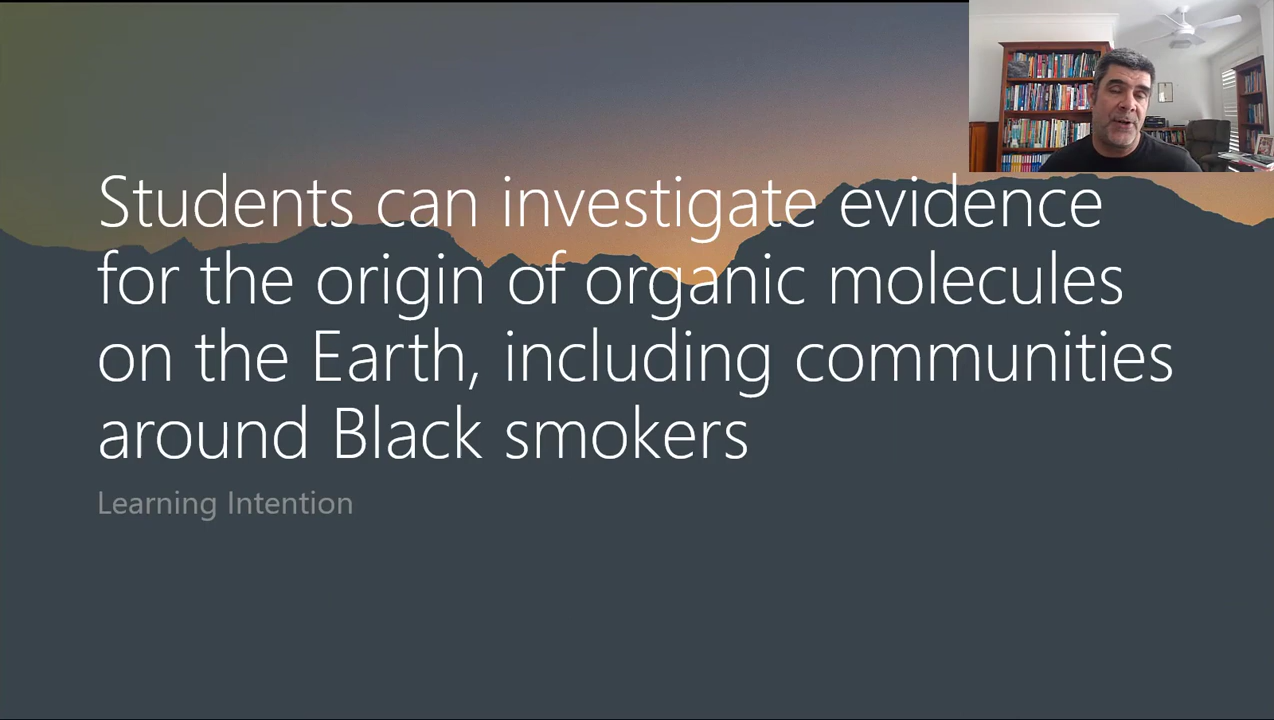 Students can investigate evidence
for the origin of organic molecules
on the Earth, including communities
around Black smokers
Learning Intention